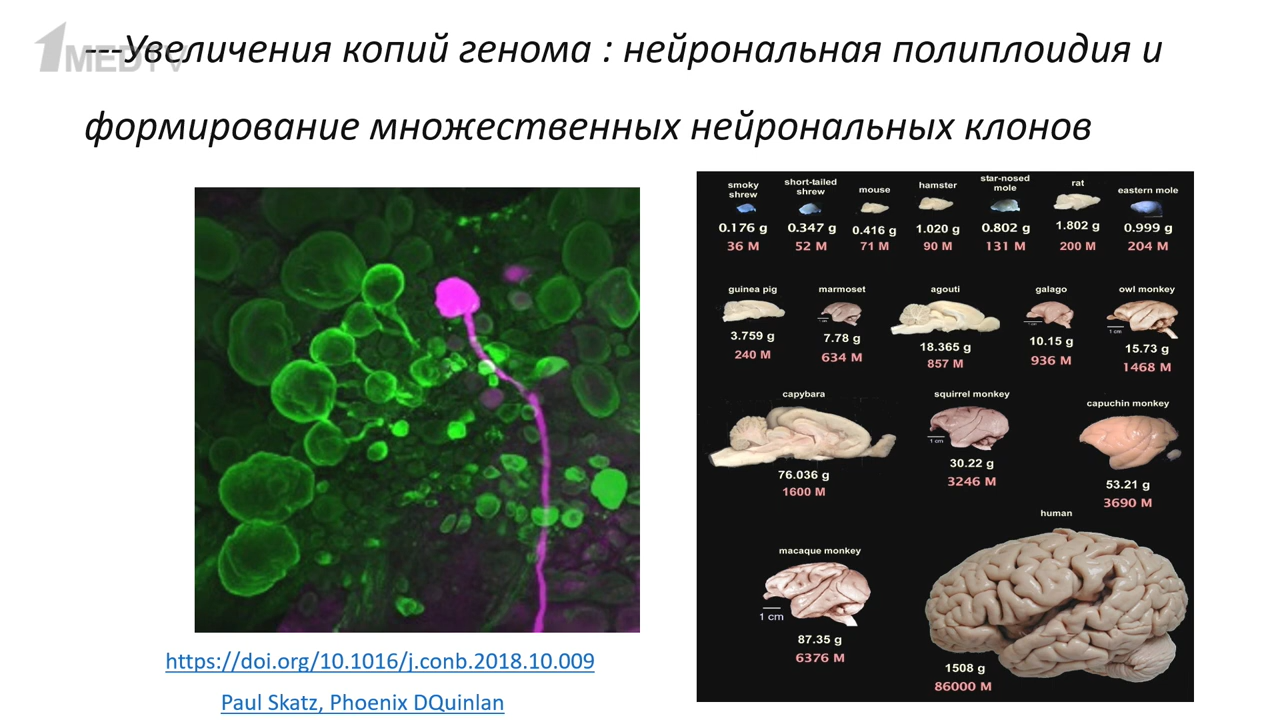 1MEDTV
---Увеличения копий генома : нейрональная полиплоидия и
формирование множественных нейрональных клонов
smoky shrew
0.176 g
36 M
short-tailed shrew
0.347 g
52 M
mouse
0.416 g
71 M
hamster
1.020 g
90 M
star-nosed mole
0.802 g
131 M
rat
1.802 g
200 M
eastern mole
0.999 g
204 M
guinea pig
3.759 g
240 M
marmoset
7.78 g
634 M
agouti
18.365 g
857 M
galago
10.15 g
936 M
owl monkey
1 cm
15.73 g
1468 M
capybara
76.036 g
1600 M
squirrel monkey
1 cm
30.22 g
3246 M
capuchin monkey
53.21 g
3690 M
macaque monkey
1 cm
87.35 g
6376 M
human
1508 g
86000 M
https://doi.org/10.1016/j.conb.2018.10.009
Paul Skatz, Phoenix DQuinlan